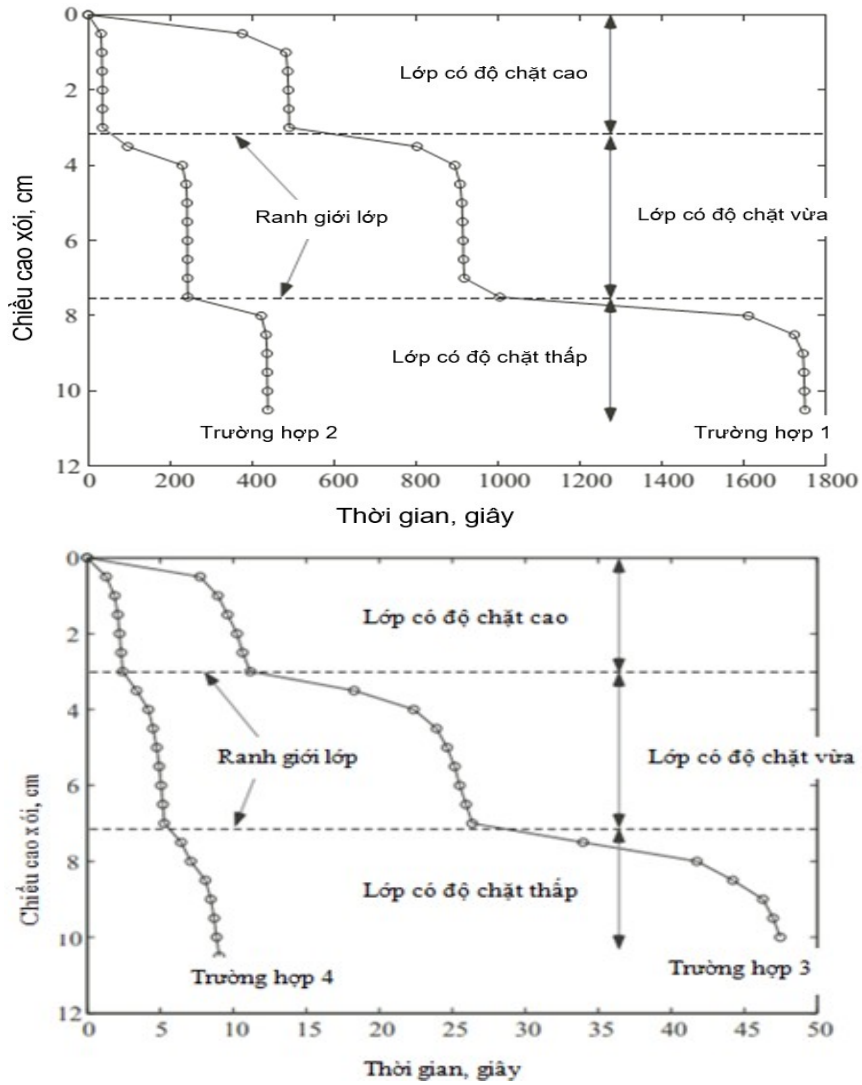 0
2
4
6
8
10
12
Chiều cao xói, cm
Lớp có độ chặt cao
Ranh giới lớp
Lớp có độ chặt vừa
Lớp có độ chặt thấp
Trường hợp 2
Trường hợp 1
0 200 400 600 800 1000 1200 1400 1600 1800
Thời gian, giây
0
2
4
6
8
10
12
Chiều cao xói, cm
Lớp có độ chặt cao
Ranh giới lớp
Lớp có độ chặt vừa
Lớp có độ chặt thấp
Trường hợp 4
Trường hợp 3
0 5 10 15 20 25 30 35 40 45 50
Thời gian, giây